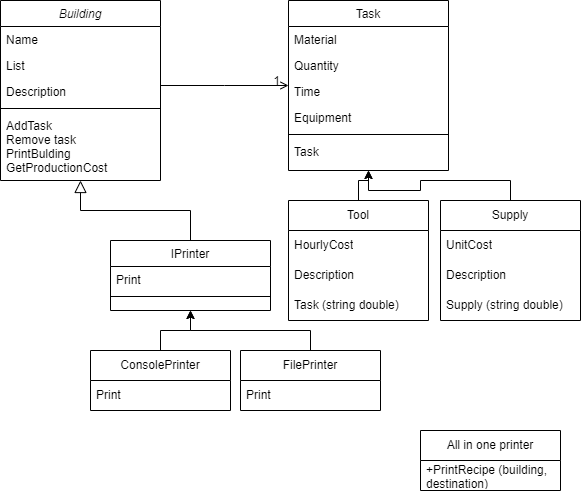 Building
Name
List
Description
AddTask
Remove task
PrintBulding
GetProductionCost
1
Task
Material
Quantity
Time
Equipment
Task
Tool
HourlyCost
Description
Task (string double)
Supply
UnitCost
Description
Supply (string double)
IPrinter
Print
ConsolePrinter
Print
FilePrinter
Print
All in one printer
+PrintRecipe (building,
destination)